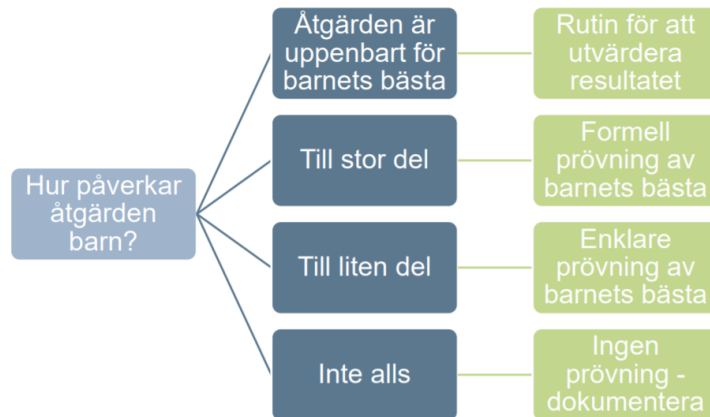 Hur påverkar
åtgärden
barn?
Åtgärden är
uppenbart för
barnets bästa
Rutin för att
utvärdera
resultatet
Till stor del
Formell
prövning av
barnets bästa
Till liten del
Enklare
prövning av
barnets bästa
Inte alls
Ingen
prövning -
dokumentera